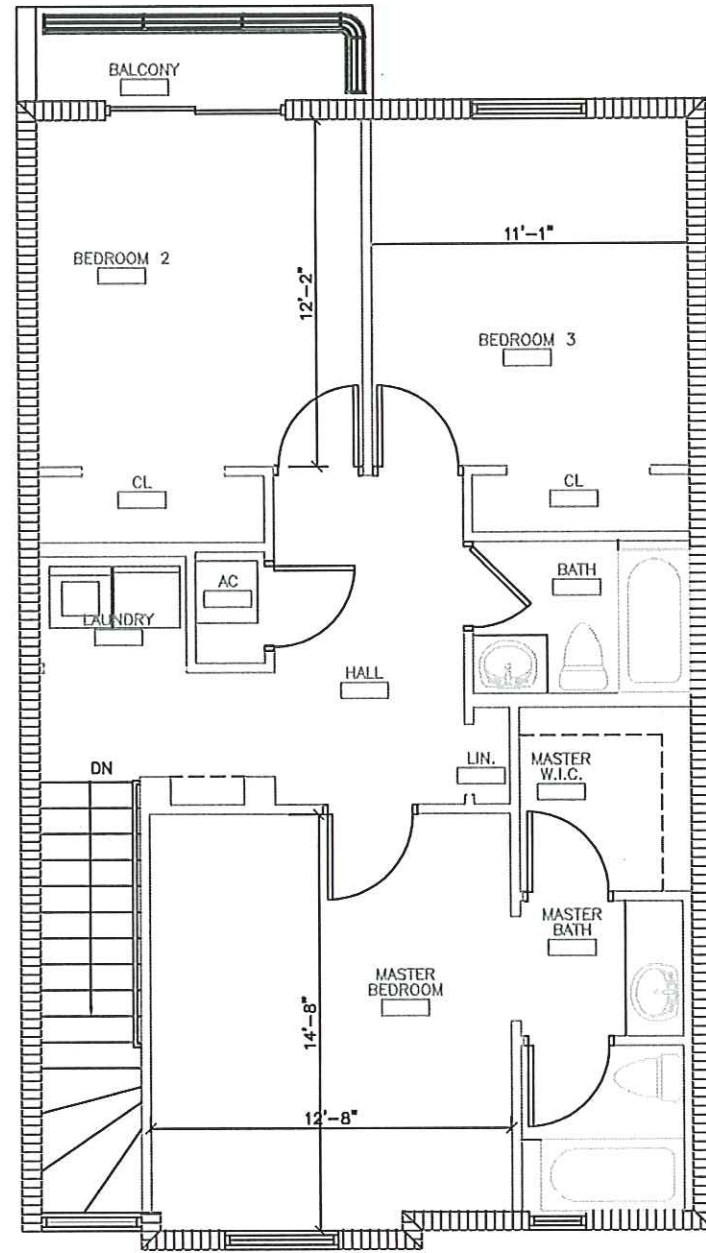 BALCONY
BEDROOM 2
11'-1"
12'-2"
BEDROOM 3
CL
CL
AC
BATH
LAUNDRY
HALL
DN
LIN.
MASTER
W.I.C.
MASTER
BATH
MASTER
BEDROOM
14'-8"
12'-8"